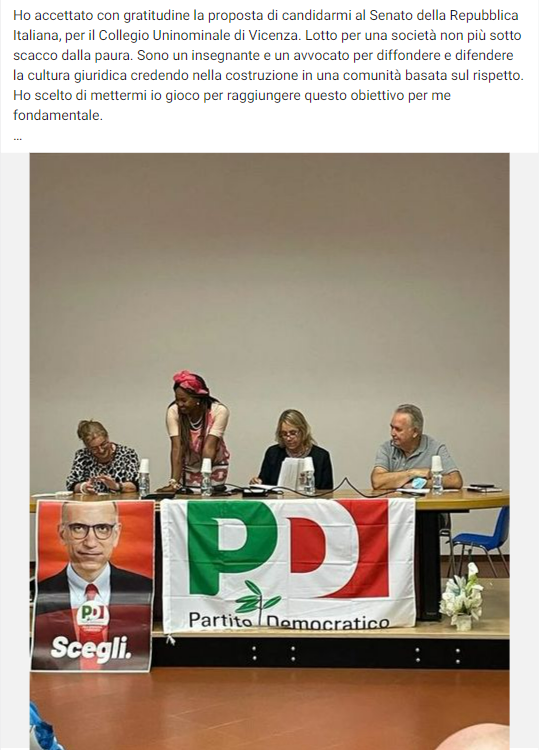 Ho accettato con gratitudine la proposta di candidarmi al Senato della Repubblica
Italiana, per il Collegio Uninominale di Vicenza. Lotto per una società non più sotto
scacco dalla paura. Sono un insegnante e un avvocato per diffondere e difendere
la cultura giuridica credendo nella costruzione in una comunità basata sul rispetto.
Ho scelto di mettermi io gioco per raggiungere questo obiettivo per me
fondamentale.
...
PD
Scegli.
PD
Partito Democratico